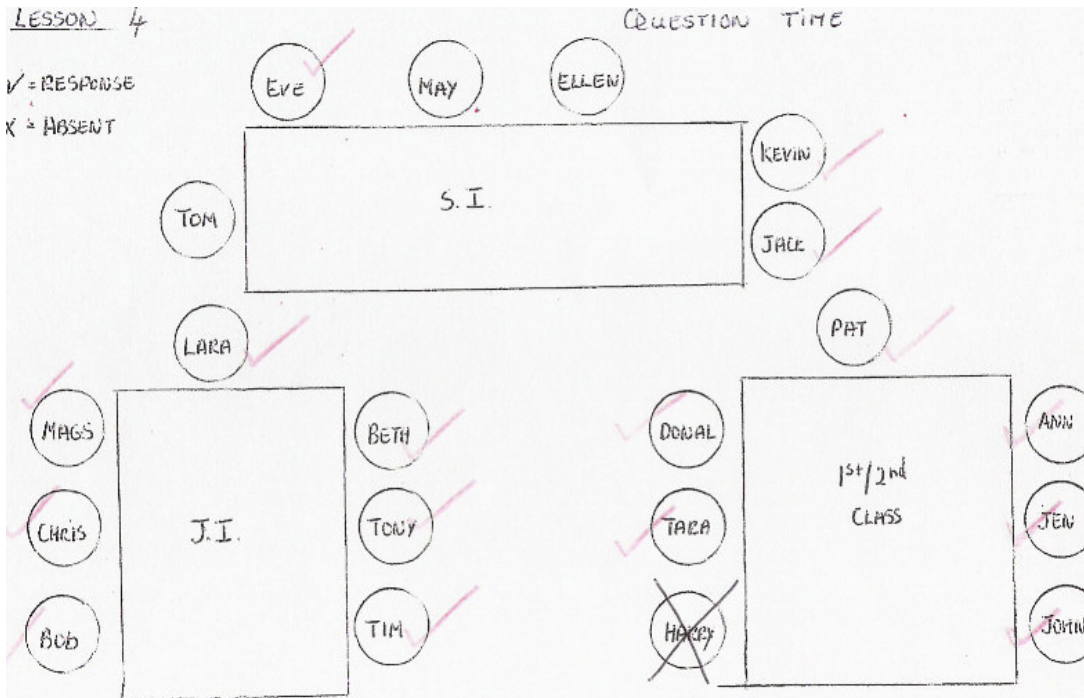 LESSON 4
QUESTION TIME
✓ = RESPONSE
X = ABSENT
EVE
MAY
ELLEN
KEVIN
TOM
S.I.
JACK
LARA
PAT
MAGS
BETH
DONAL
ANN
1st/2nd
CLASS
CHRIS
J.I.
TONY
TARA
JEN
BOB
TIM
HARRY
JOHN